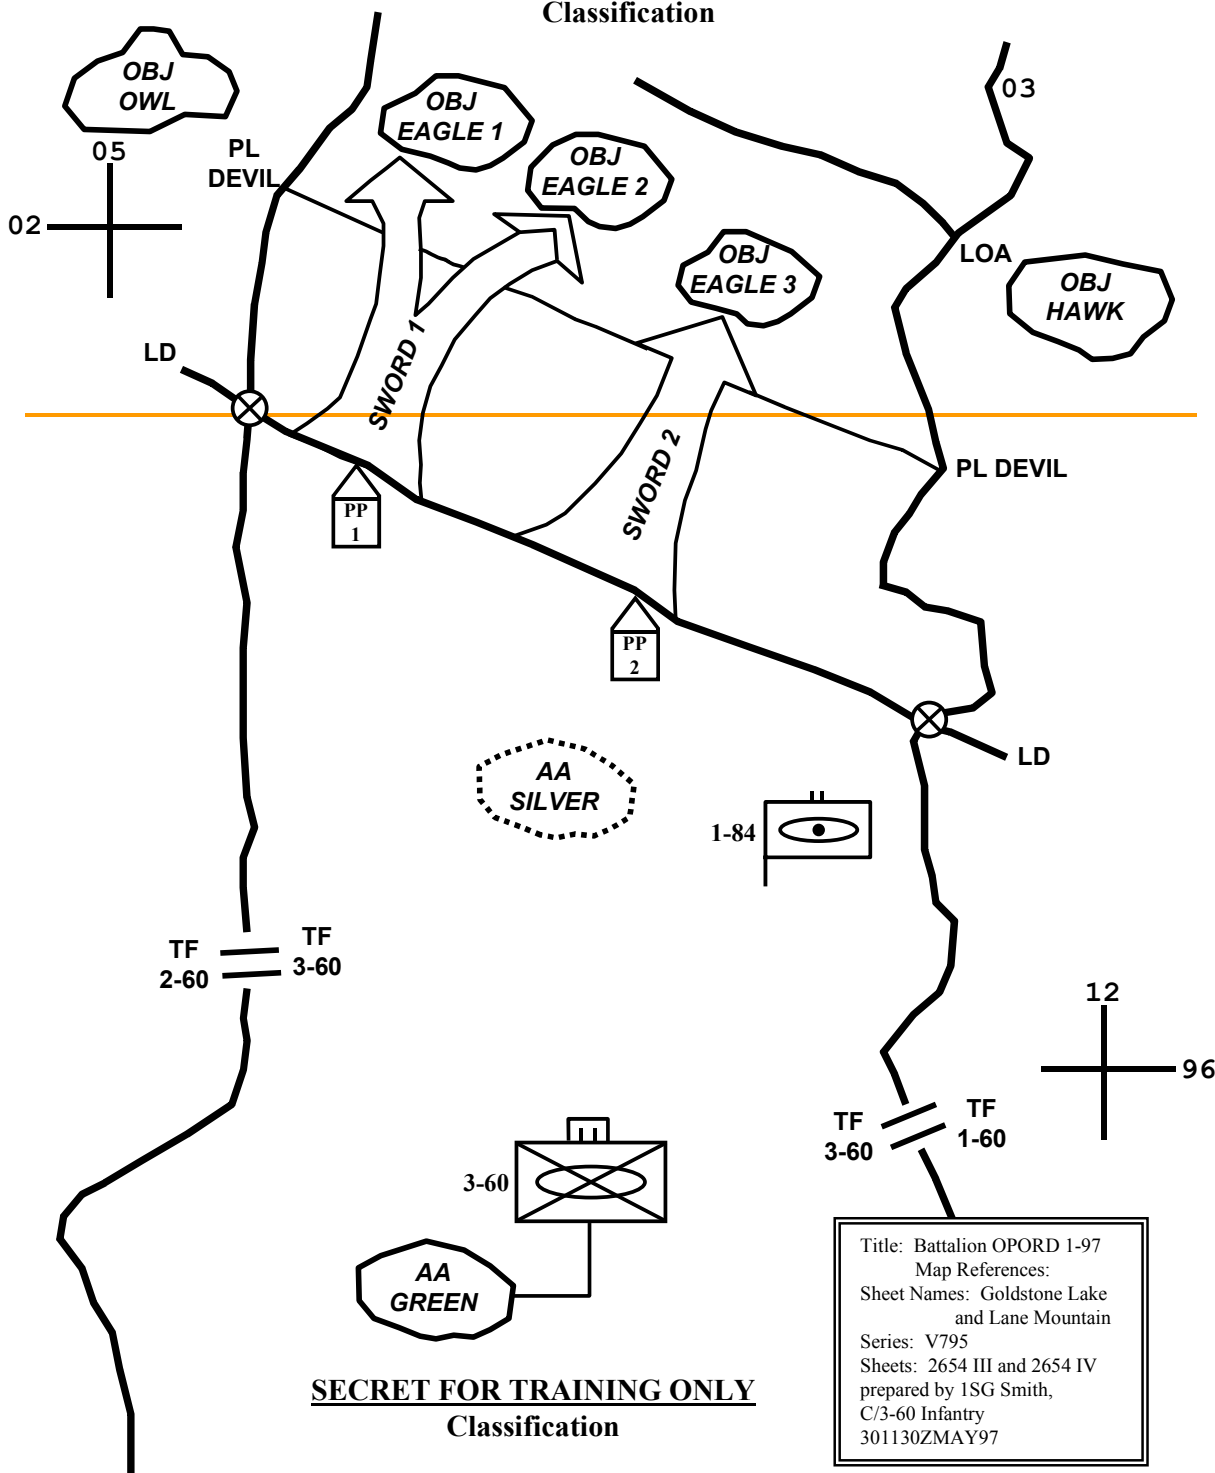 Classification
OBJ
OWL
OBJ
EAGLE 1
03
05
PL
DEVIL
OBJ
EAGLE 2
02
LOA
OBJ
EAGLE 3
OBJ
HAWK
LD
SWORD 1
SWORD 2
PL DEVIL
PP
1
PP
2
LD
AA
SILVER
1-84
TF
2-60
TF
3-60
12
96
TF
3-60
TF
1-60
3-60
AA
GREEN
Title: Battalion OPORD 1-97
Map References:
Sheet Names: Goldstone Lake
and Lane Mountain
Series: V795
Sheets: 2654 III and 2654 IV
prepared by 1SG Smith,
C/3-60 Infantry
301130ZMAY97
SECRET FOR TRAINING ONLY
Classification